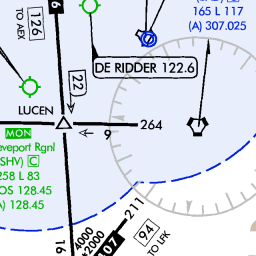 TO AEX
126
165 L 117
(A) 307.025
DE RIDDER 122.6
22
LUCEN
264
9
MON
eveport Rgnl
(SHV) C
258 L 83
OS 128.45
A) 128.45
211
94
TO LFK
16
4000
*2000
07